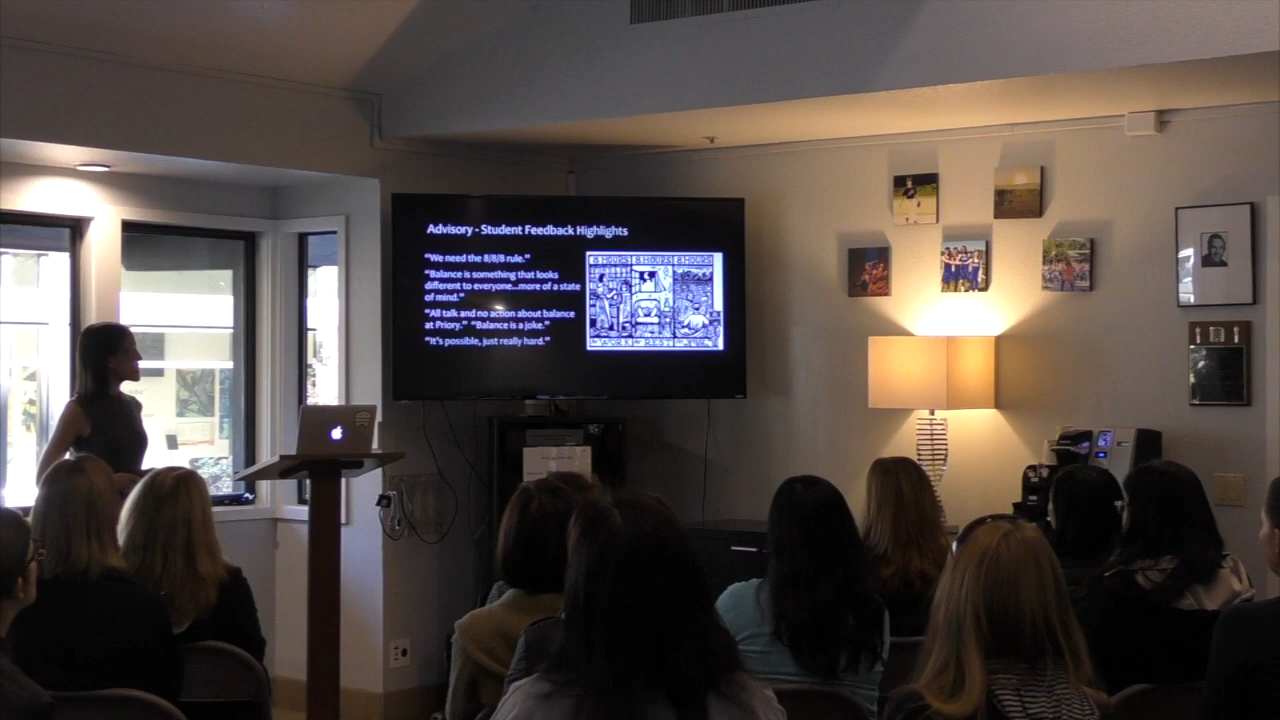 Advisory - Student Feedback Highlights
"We need the 8/8/8 rule."
"Balance is something that looks
different to everyone...more of a state
of mind."
"All talk and no action about balance
at Priory." "Balance is a joke."
"It's possible, just really hard."
8 HOURS 8 HOURS 8 HOURS
WORK REST